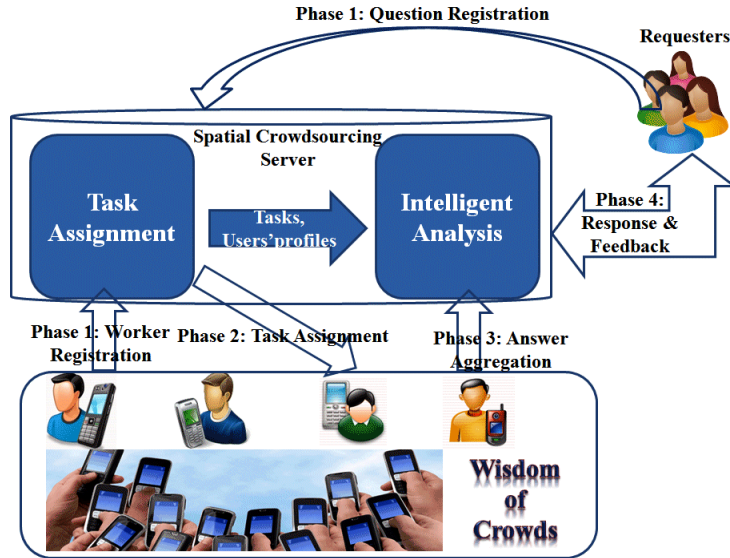 Phase 1: Question Registration
Requesters
Spatial Crowdsourcing
Server
Task
Assignment
Tasks,
Users'profiles
Intelligent
Analysis
Phase 4:
Response &
Feedback
Phase 1: Worker
Registration
Phase 2: Task Assignment
Phase 3: Answer
Aggregation
Wisdom
of
Crowds